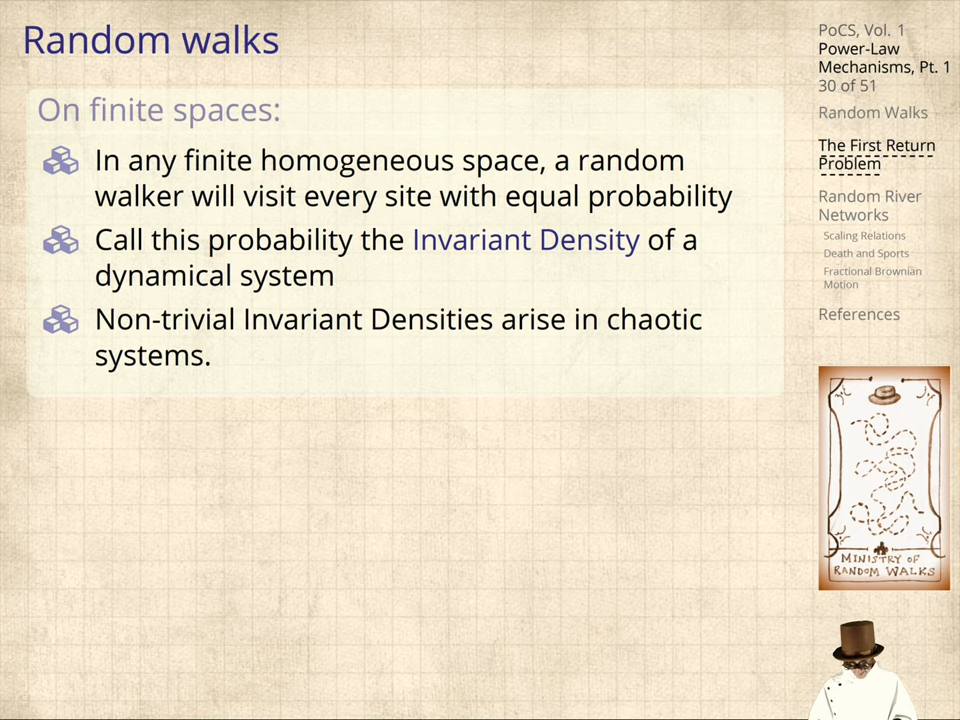 Random walks
On finite spaces:
In any finite homogeneous space, a random
walker will visit every site with equal probability
Call this probability the Invariant Density of a
dynamical system
Non-trivial Invariant Densities arise in chaotic
systems.
PoCS, Vol. 1
Power-Law
Mechanisms, Pt. 1
30 of 51
Random Walks
The First Return
Problem
Random River
Networks
Scaling Relations
Death and Sports
Fractional Brownian
Motion
References
MINISTRY OF
RANDOM WALKS